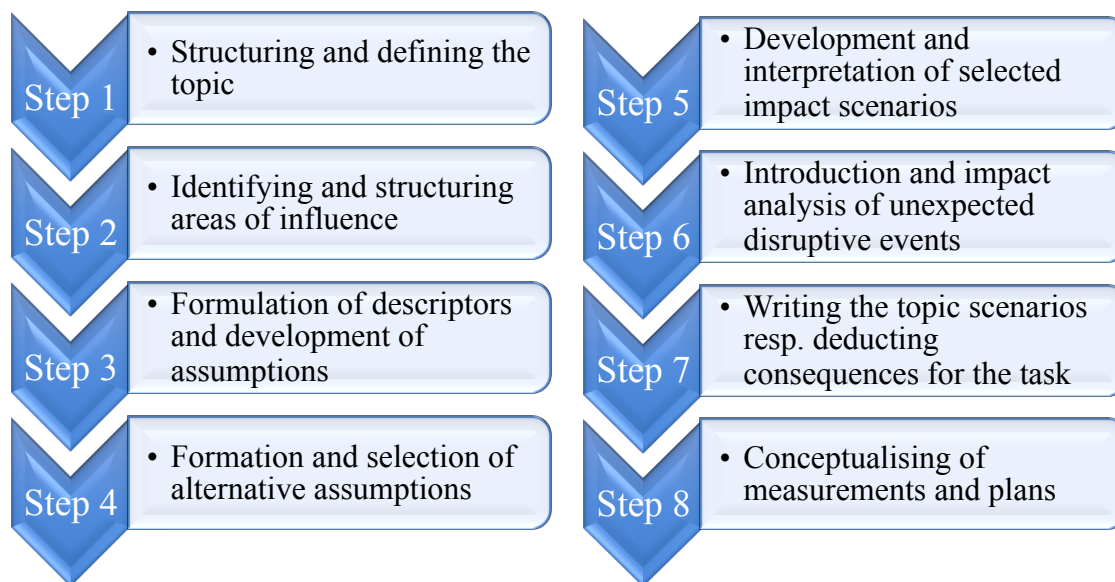 Step 1
• Structuring and defining the
topic
Step 2
• Identifying and structuring
areas of influence
Step 3
• Formulation of descriptors
and development of
assumptions
Step 4
• Formation and selection of
alternative assumptions
Step 5
• Development and
interpretation of selected
impact scenarios
Step 6
• Introduction and impact
analysis of unexpected
disruptive events
Step 7
• Writing the topic scenarios
resp. deducting
consequences for the task
Step 8
• Conceptualising of
measurements and plans